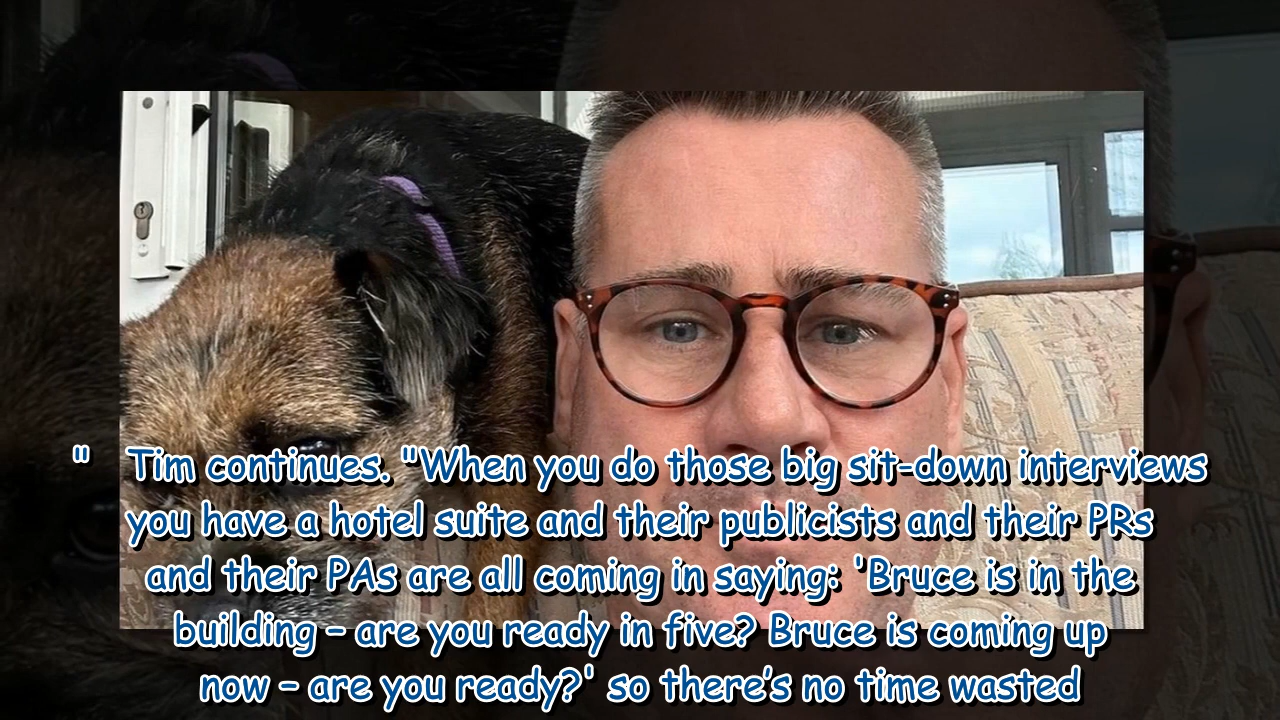 "   Tim continues. "When you do those big sit-down interviews
you have a hotel suite and their publicists and their PRs
and their PAs are all coming in saying: 'Bruce is in the
building – are you ready in five? Bruce is coming up
now – are you ready?' so there’s no time wasted